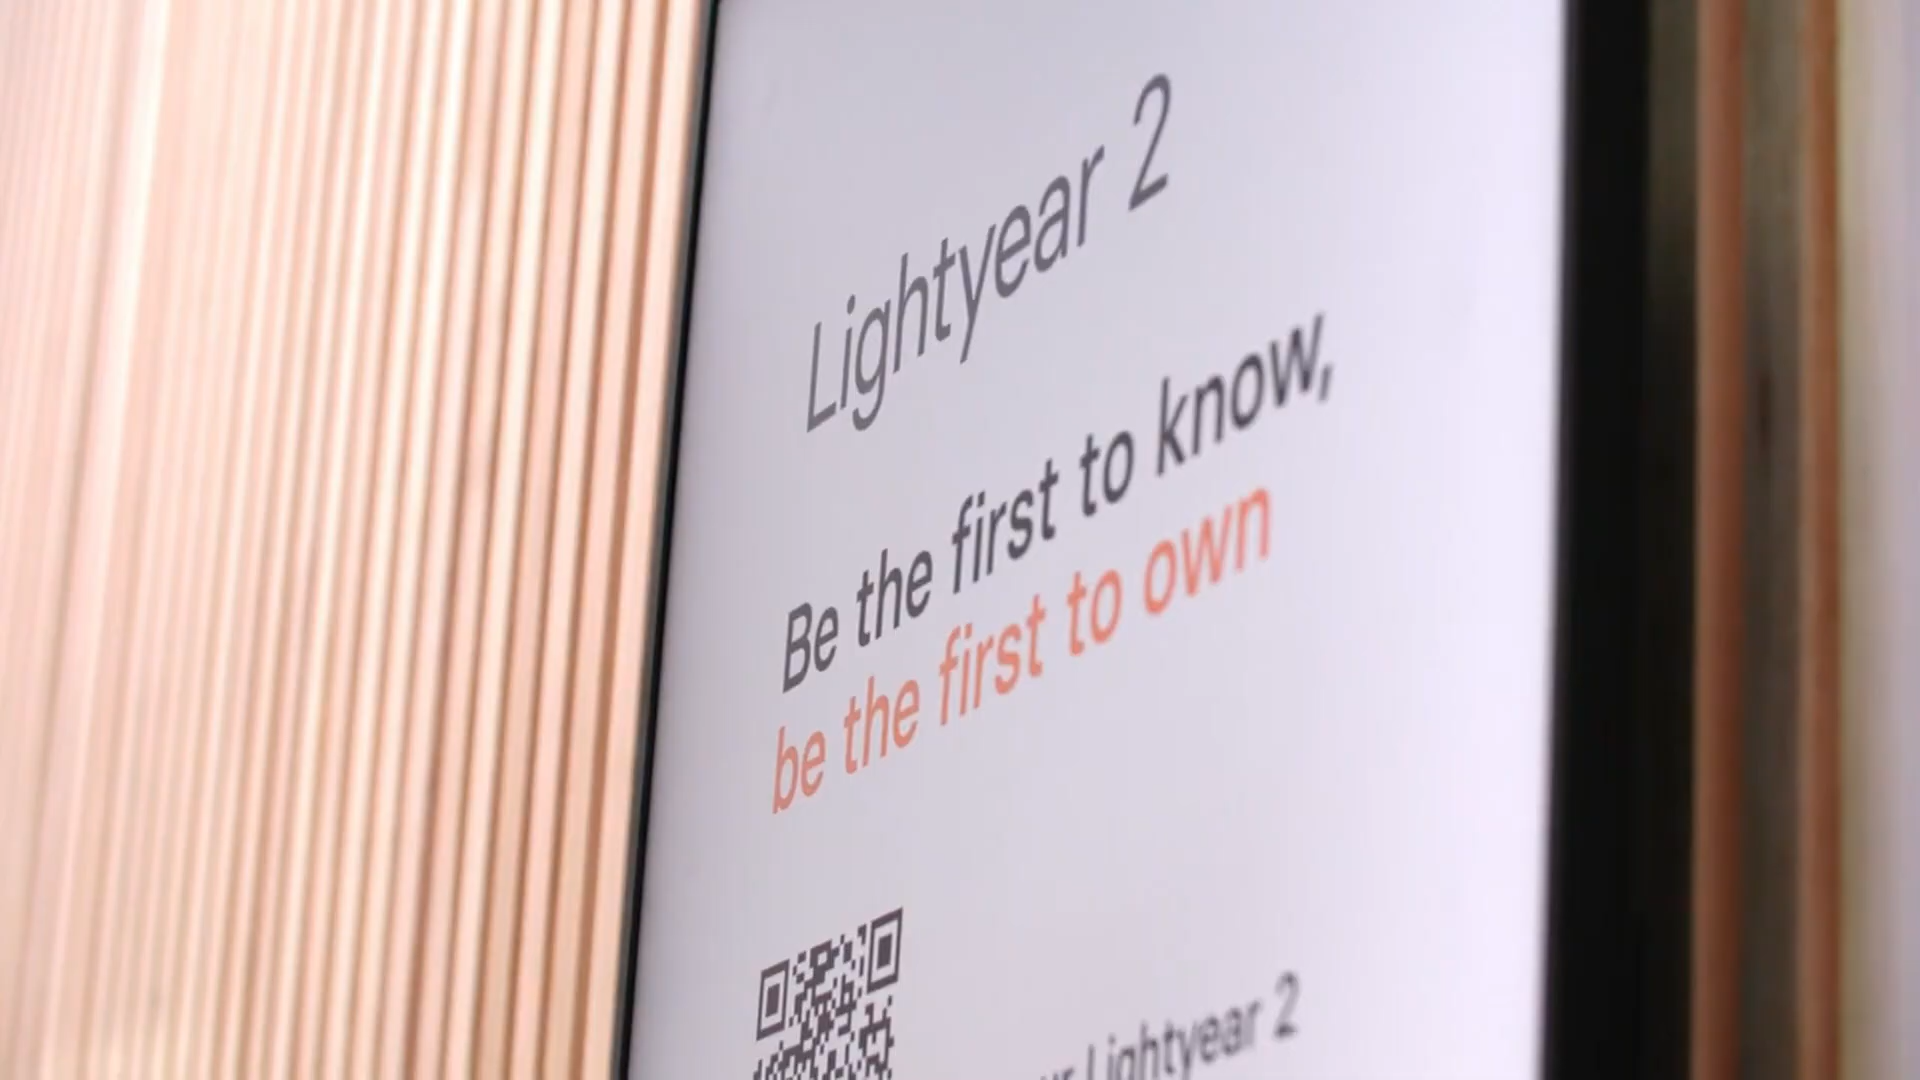 Lightyear 2
Be the first to know,
be the first to own
Lightyear 2